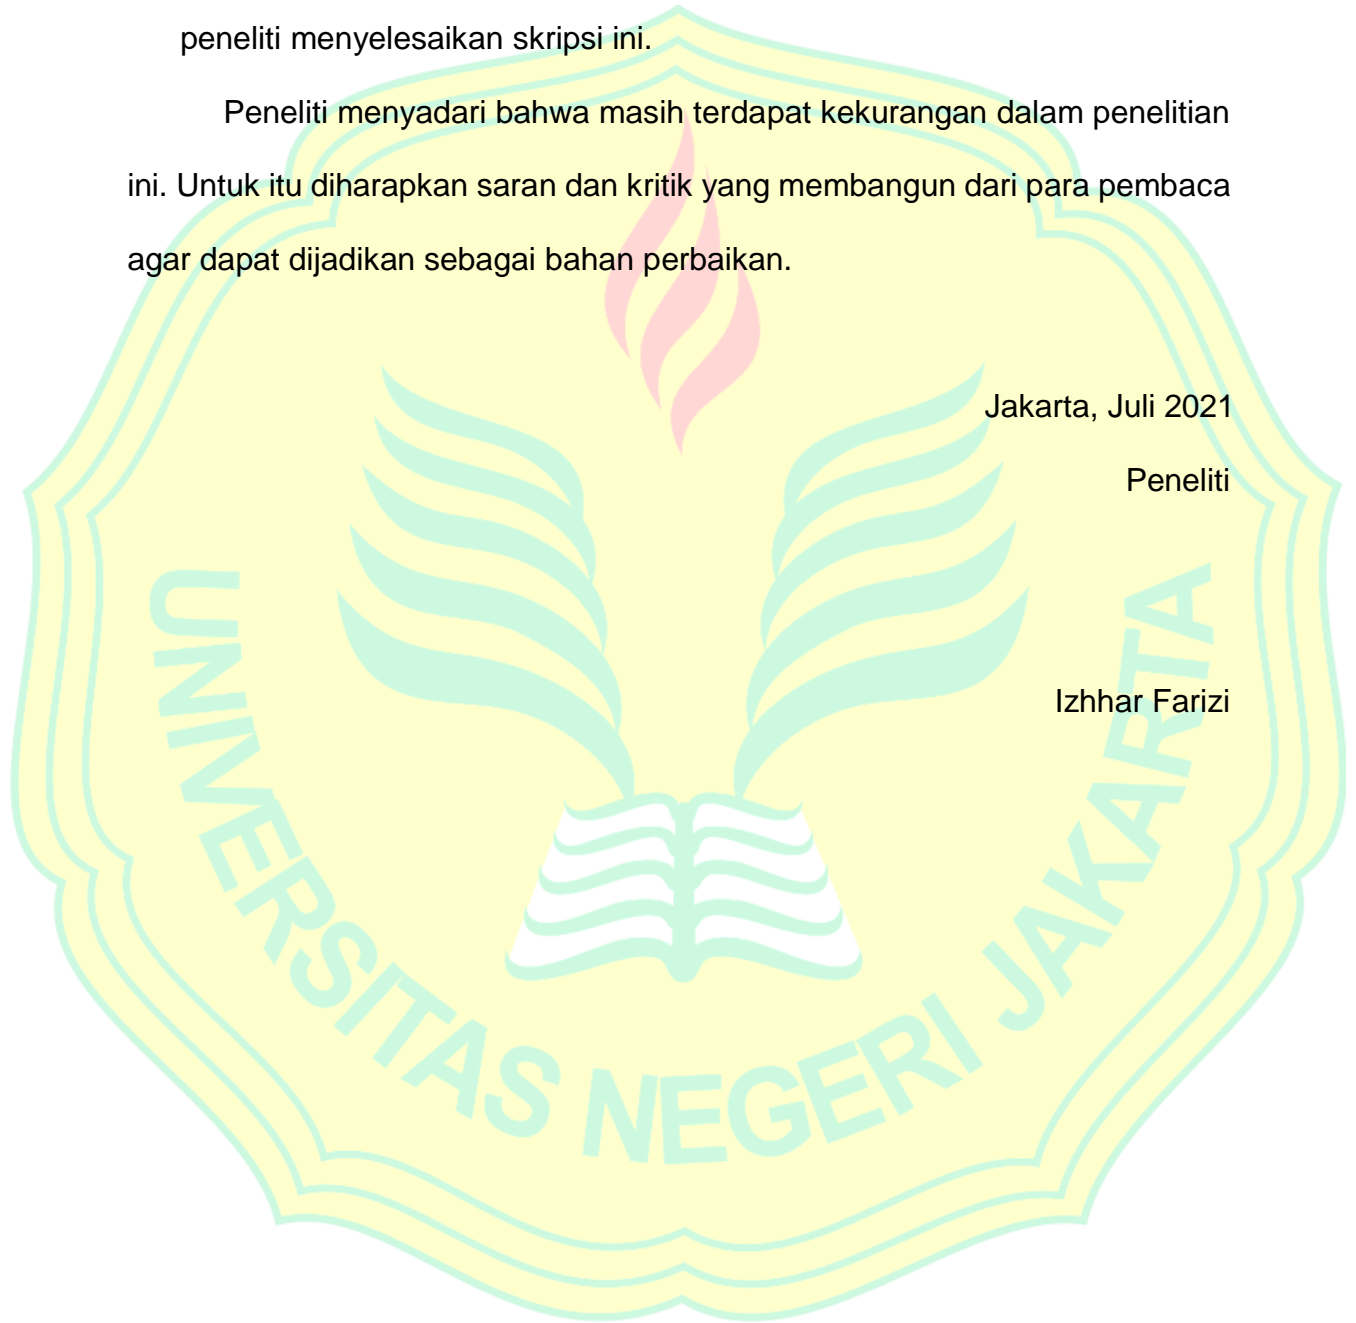 peneliti menyelesaikan skripsi ini.
Peneliti menyadari bahwa masih terdapat kekurangan dalam penelitian
ini. Untuk itu diharapkan saran dan kritik yang membangun dari para pembaca
agar dapat dijadikan sebagai bahan perbaikan.
Jakarta, Juli 2021
Peneliti
Izhhar Farizi
UNIVERSITAS NEGERI JAKARTA